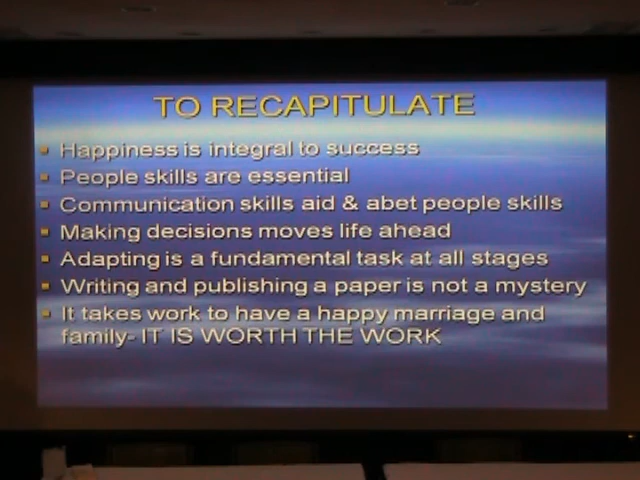 TO RECAPITULATE
Happiness is integral to success
People skills are essential
Communication skills aid & abet people skills
Making decisions moves life ahead
Adapting is a fundamental task at all stages
Writing and publishing a paper is not a mystery
It takes work to have a happy marriage and
family- IT IS WORTH THE WORK